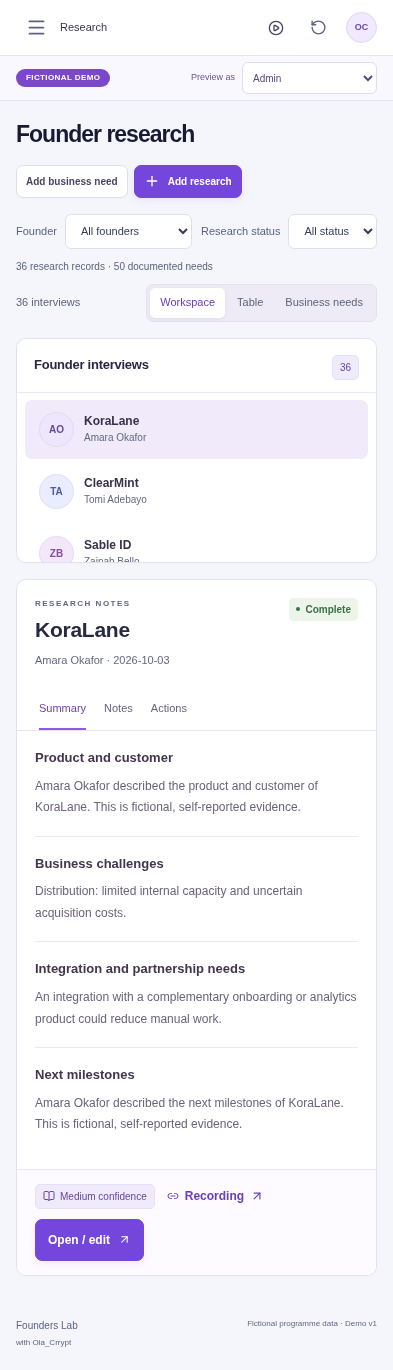 Research
OC
FICTIONAL DEMO
Preview as
Admin
Founder research
Add business need
Add research
Founder
All founders
Research status
All status
36 research records · 50 documented needs
36 interviews
Workspace
Table
Business needs
Founder interviews
36
AO
KoraLane
Amara Okafor
TA
ClearMint
Tomi Adebayo
ZB
Sable ID
Zainab Bello
RESEARCH NOTES
Complete
KoraLane
Amara Okafor · 2026-10-03
Summary
Notes
Actions
Product and customer
Amara Okafor described the product and customer of
KoraLane. This is fictional, self-reported evidence.
Business challenges
Distribution: limited internal capacity and uncertain
acquisition costs.
Integration and partnership needs
An integration with a complementary onboarding or analytics
product could reduce manual work.
Next milestones
Amara Okafor described the next milestones of KoraLane.
This is fictional, self-reported evidence.
Medium confidence
Recording
Open / edit
Founders Lab
with Ola_Crrypt
Fictional programme data · Demo v1